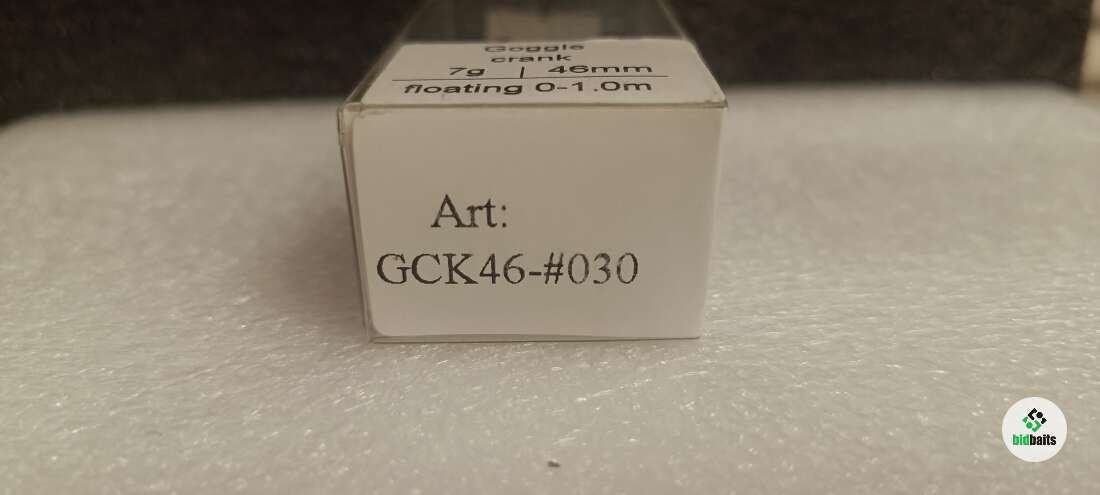 Goggle
crank
7g | 46mm
floating 0-1.0m
Art:
GCK46-#030
bidbaits